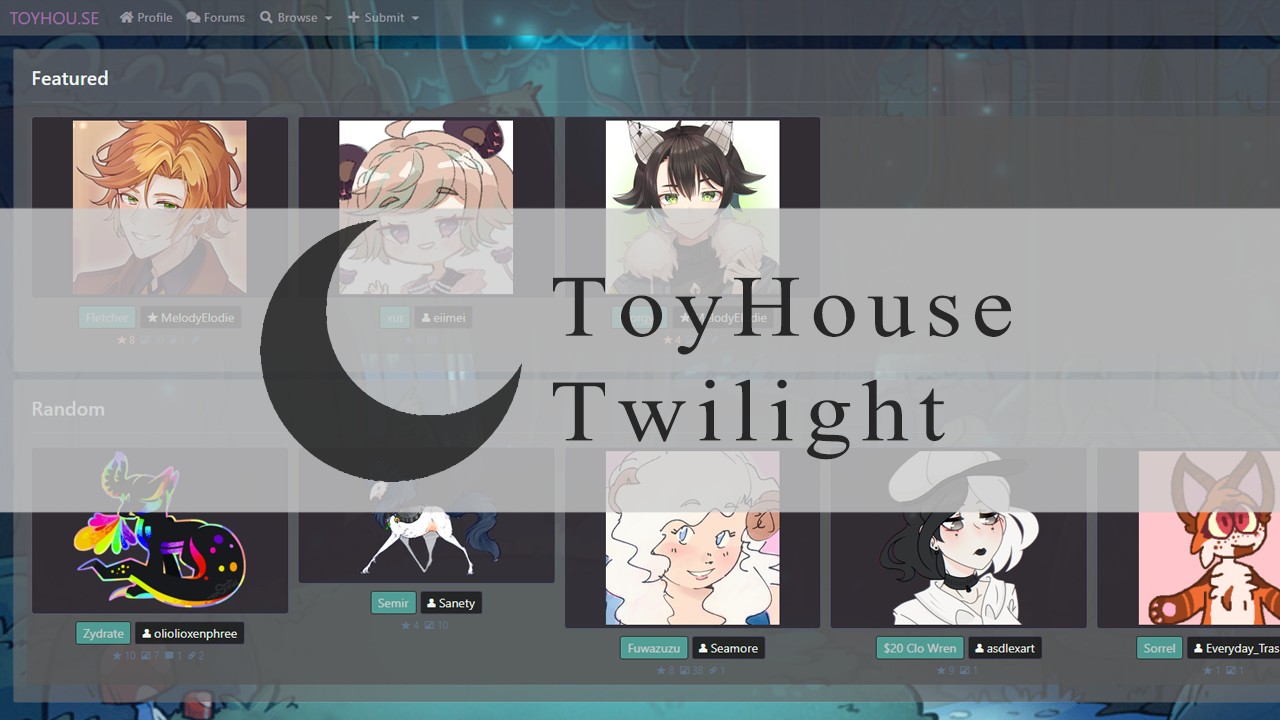 TOYHOU.SE Profile Forums Browse Submit
Featured
Fletcher MelodyElodie
eiimei
MelodyElodie
8
4
ToyHouse
Twilight
Random
Zydrate oliolioxenphree
10 7 1 2
Semir Sanety
4 10
Fuwazuzu Seamore
8 38 1
$20 Clo Wren asdlexart
9 1
Sorrel Everyday_Tras
1 1